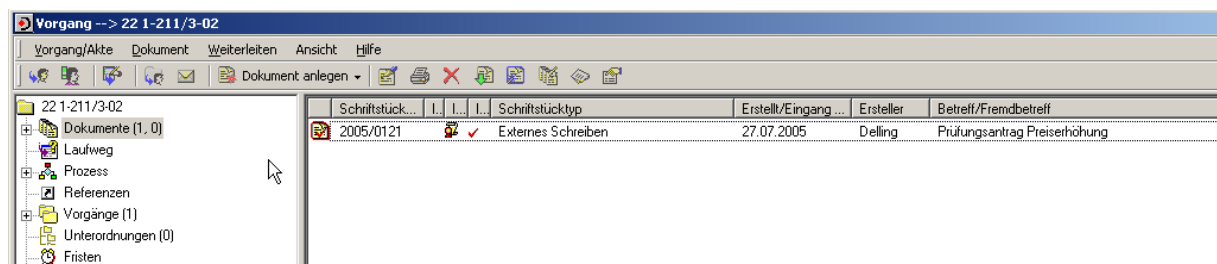 Vorgang --> 22 1-211/3-02
Vorgang/Akte Dokument Weiterleiten Ansicht Hilfe
Dokument anlegen
22 1-211/3-02
Dokumente (1, 0)
Laufweg
Prozess
Referenzen
Vorgänge (1)
Unterordnungen (0)
Fristen
Schriftstück... I.. I... I... Schriftstücktyp Erstellt/Eingang ... Ersteller Betreff/Fremdbetreff
2005/0121 Externes Schreiben 27.07.2005 Delling Prüfungsantrag Preiserhöhung